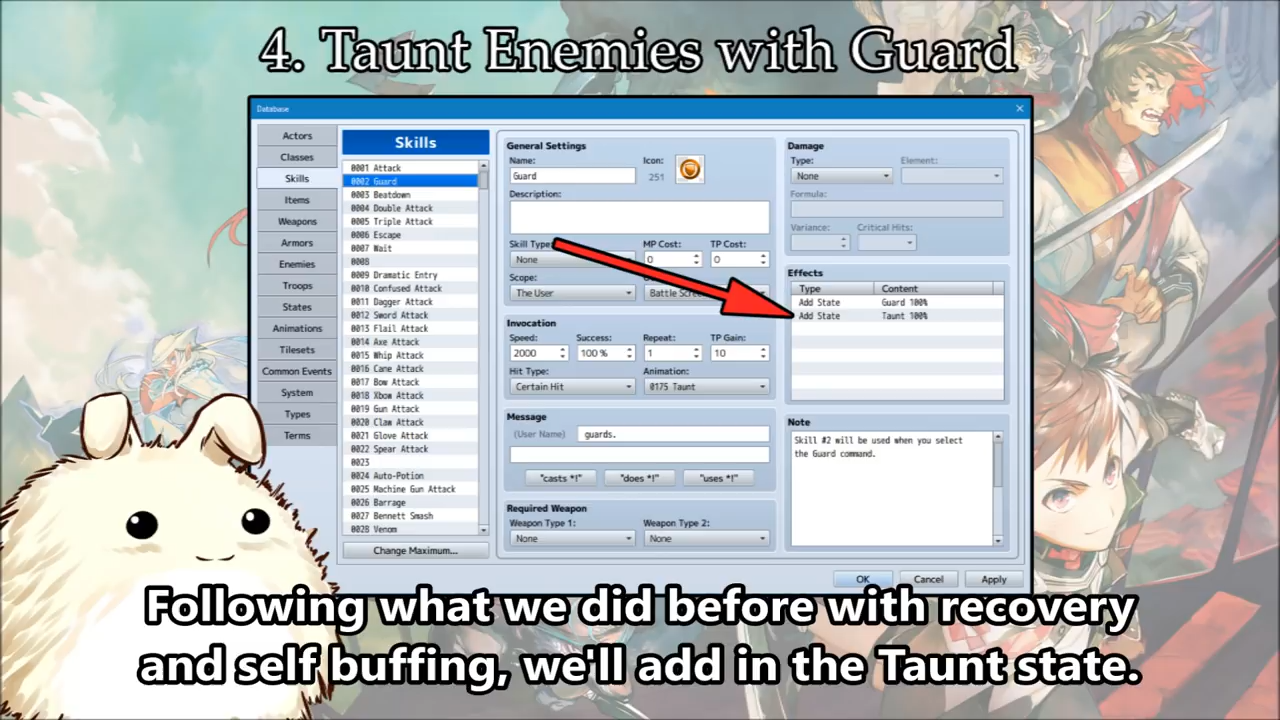 4. Taunt Enemies with Guard
Database
Actors
Classes
Skills
Items
Weapons
Armors
Enemies
Troops
States
Animations
Tilesets
Common Events
System
Types
Terms
Skills
0001 Attack
0002 Guard
0003 Beatdown
0004 Double Attack
0005 Triple Attack
0006 Escape
0007 Wait
0008
0009 Dramatic Entry
0010 Confused Attack
0011 Dagger Attack
0012 Sword Attack
0013 Flail Attack
0014 Axe Attack
0015 Whip Attack
0016 Cane Attack
0017 Bow Attack
0018 Xbow Attack
0019 Gun Attack
0020 Claw Attack
0021 Glove Attack
0022 Spear Attack
0023
0024 Auto-Potion
0025 Machine Gun Attack
0026 Barrage
0027 Bennett Smash
0028 Venom
Change Maximum...
General Settings
Name: Icon:
Guard 251
Description:
Skill Type: MP Cost: TP Cost:
None 0 0
Scope:
The User Battle
Invocation
Speed: Success: Repeat: TP Gain:
2000 100 % 1 10
Hit Type: Animation:
Certain Hit 0175 Taunt
Message
(User Name) guards.
"casts *!" "does *!" "uses *!"
Required Weapon
Weapon Type 1: Weapon Type 2:
None None
Damage
Type: Element:
None
Formula:
Variance: Critical Hits:
Effects
Type Content
Add State Guard 100%
Add State Taunt 100%
Note
Skill #2 will be used when you select
the Guard command.
OK Cancel Apply
Following what we did before with recovery
and self buffing, we'll add in the Taunt state.